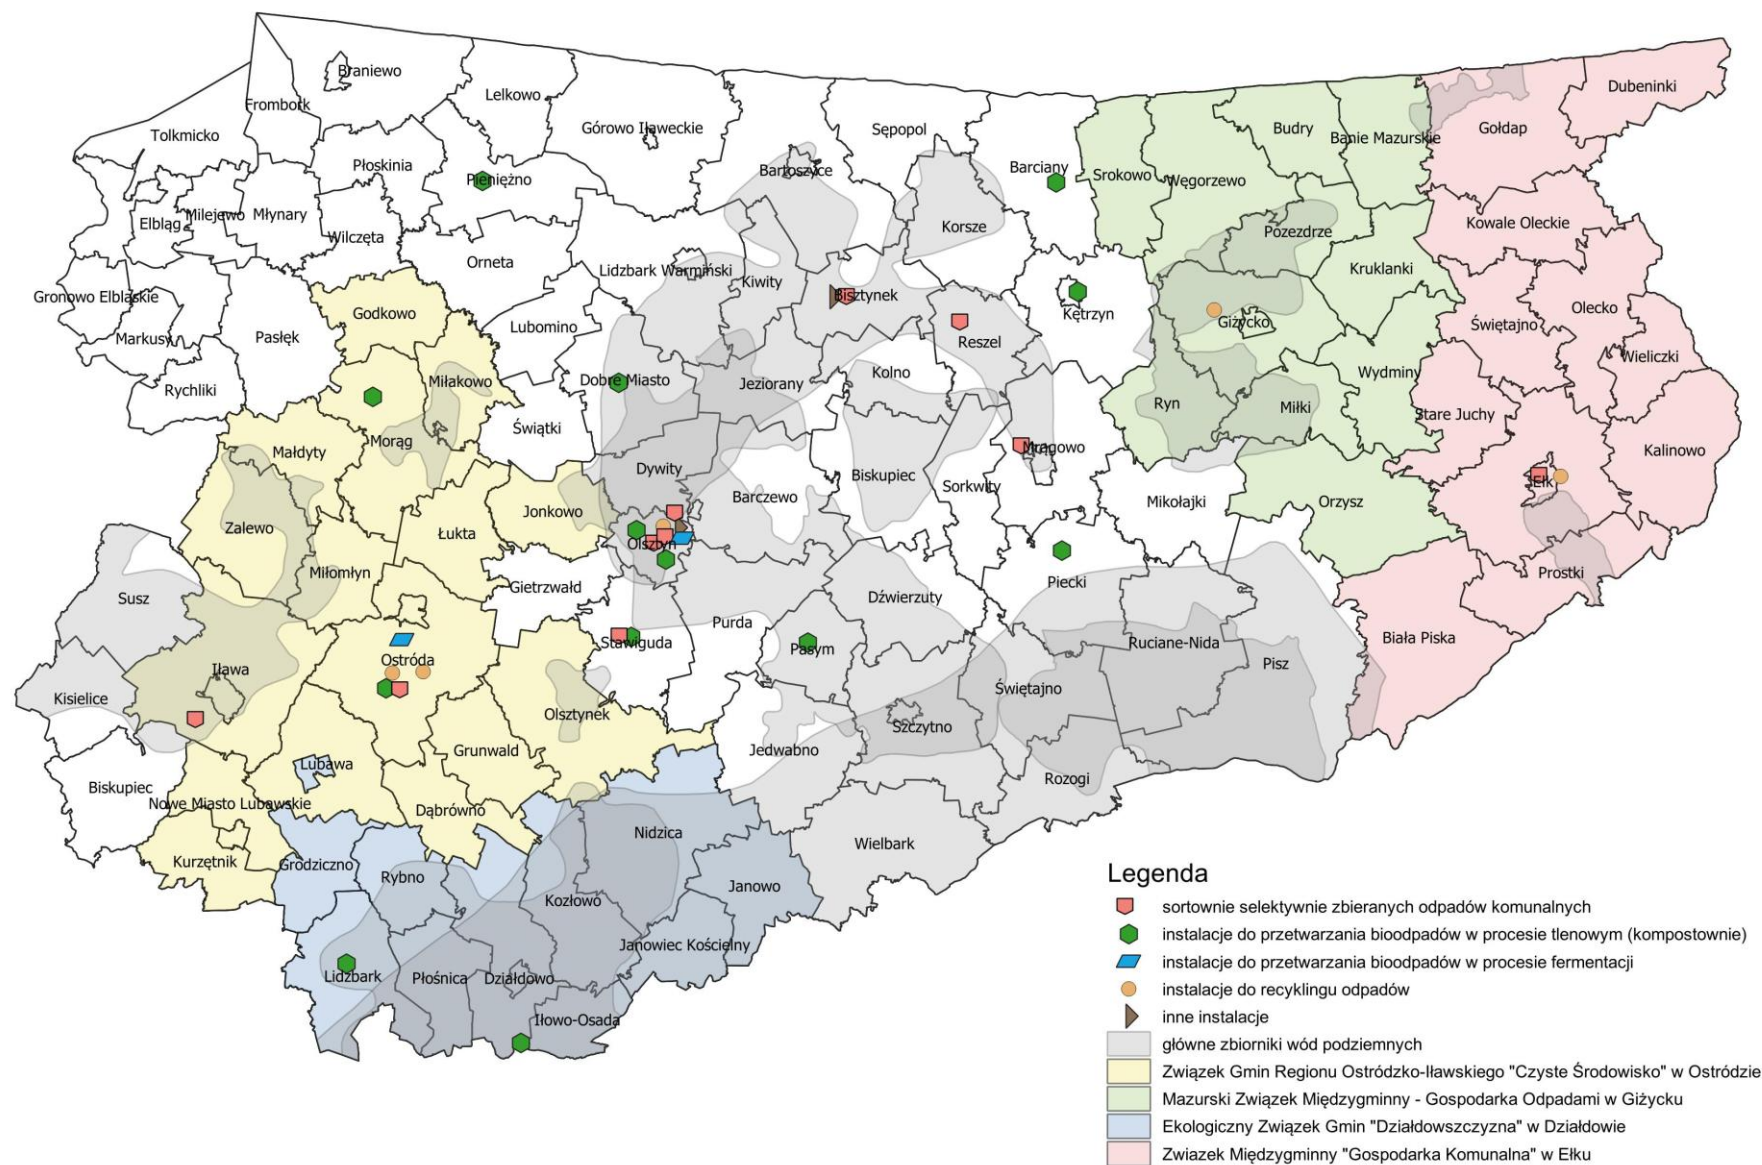 Braniewo
Dubeninki
Lelkowo
Frombork
Gołdap
Tolkmicko
Górowo Iławeckie
Sępopol
Budry
Banie Mazurskie
Płoskinia
Bartoszyce
Barciany
Srokowo
Węgorzewo
Pieniężno
Elbląg
Milejewo
Młynary
Kowale Oleckie
Korsze
Pozezdrze
Wilczęta
Orneta
Lidzbark Warmiński
Kiwity
Kruklanki
Gronowo Elbląskie
Bisztynek
Olecko
Godkowo
Kętrzyn
Giżycko
Świętajno
Lubomino
Markusy
Pasłęk
Reszel
Wieliczki
Kolno
Wydminy
Dobre Miasto
Miłakowo
Jeziorany
Rychliki
Ryn
Miłki
Stare Juchy
Świątki
Morąg
Małdyty
Mrągowo
Kalinowo
Dywity
Biskupiec
Ełk
Sorkwity
Barczewo
Mikołajki
Orzysz
Jonkowo
Zalewo
Łukta
Olsztyn
Miłomłyn
Prostki
Piecki
Gietrzwałd
Susz
Dźwierzuty
Purda
Biała Piska
Stawiguda
Ruciane-Nida
Pasym
Ostróda
Pisz
Iława
Świętajno
Kisielice
Olsztynek
Szczytno
Grunwald
Jedwabno
Lubawa
Rozogi
Biskupiec
Nowe Miasto Lubawskie
Dąbrówno
Nidzica
Wielbark
Kurzętnik
Grodziczno
Rybno
Janowo
Kozłowo
Janowiec Kościelny
Lidzbark
Płośnica
Działdowo
Iłowo-Osada
Legenda
sortownie selektywnie zbieranych odpadów komunalnych
instalacje do przetwarzania bioodpadów w procesie tlenowym (kompostownie)
instalacje do przetwarzania bioodpadów w procesie fermentacji
instalacje do recyklingu odpadów
inne instalacje
główne zbiorniki wód podziemnych
Związek Gmin Regionu Ostródzko-Iławskiego "Czyste Środowisko" w Ostródzie
Mazurski Związek Międzygminny - Gospodarka Odpadami w Giżycku
Ekologiczny Związek Gmin "Działdowszczyzna" w Działdowie
Zwiazek Międzygminny "Gospodarka Komunalna" w Ełku